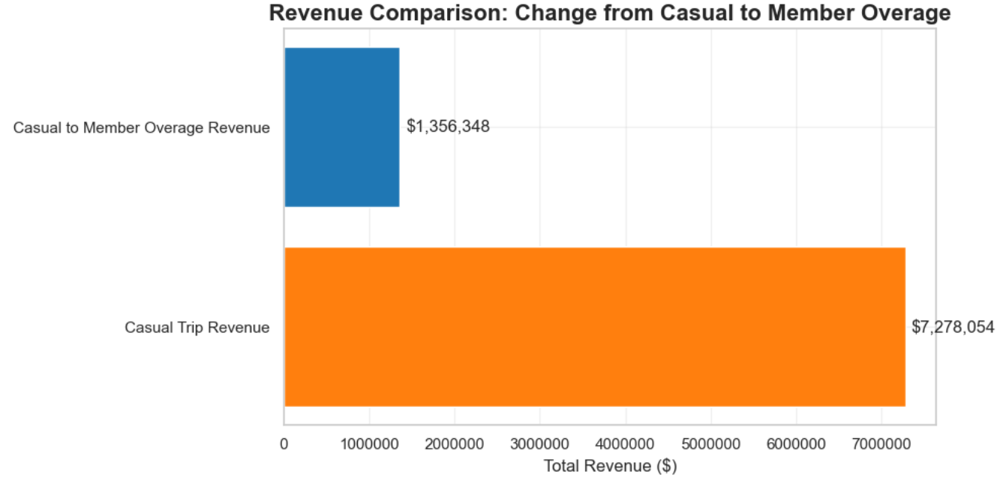 Revenue Comparison: Change from Casual to Member Overage
Casual to Member Overage Revenue
$1,356,348
Casual Trip Revenue
$7,278,054
0 1000000 2000000 3000000 4000000 5000000 6000000 7000000
Total Revenue ($)